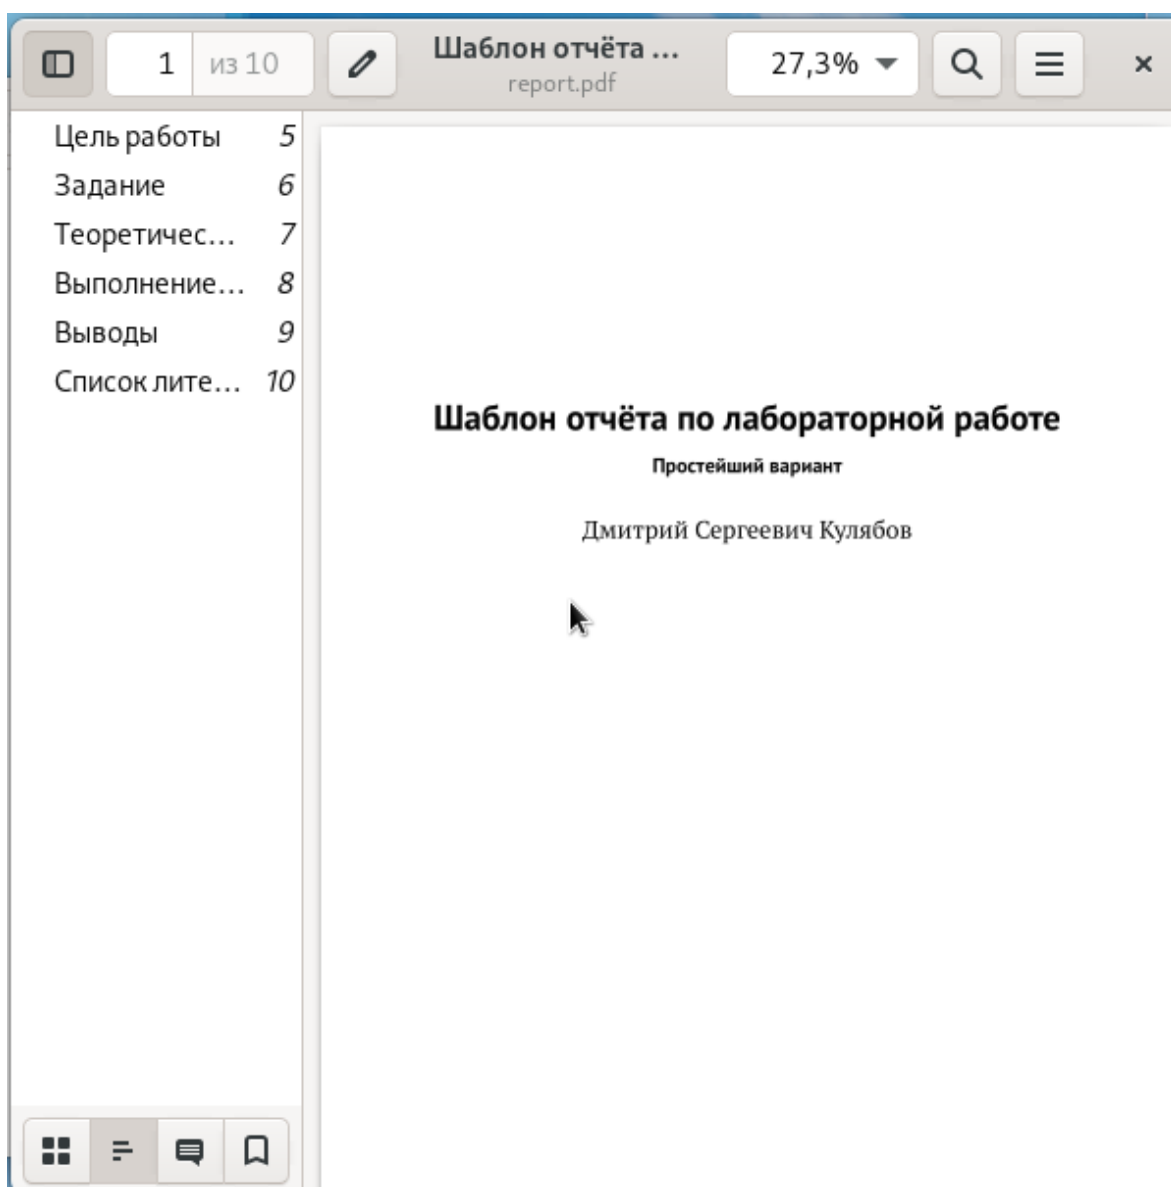 1 из 10 Шаблон отчёта ... 27,3%
report.pdf
Цель работы 5
Задание 6
Теоретичес... 7
Выполнение... 8
Выводы 9
Список лите... 10
Шаблон отчёта по лабораторной работе
Простейший вариант
Дмитрий Сергеевич Кулябов